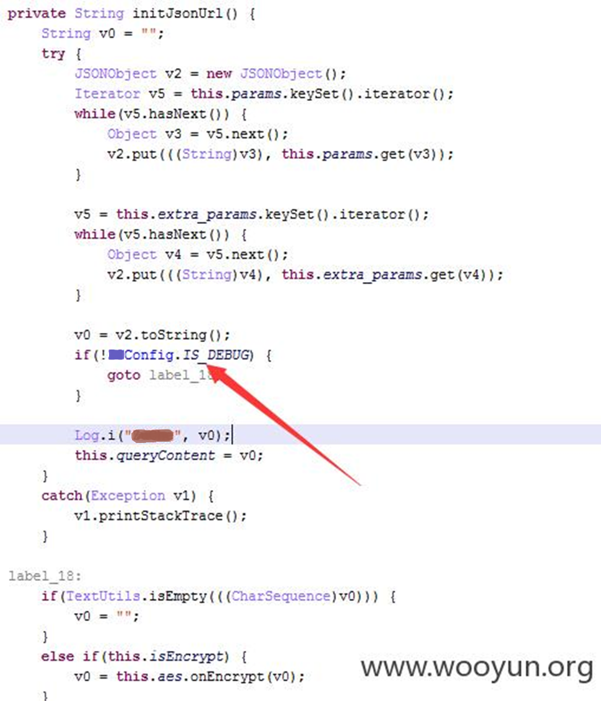 private String initJsonUrl() {
String v0 = "";
try {
JSONObject v2 = new JSONObject();
Iterator v5 = this.params.keySet().iterator();
while(v5.hasNext()) {
Object v3 = v5.next();
v2.put(((String)v3), this.params.get(v3));
}
v5 = this.extra_params.keySet().iterator();
while(v5.hasNext()) {
Object v4 = v5.next();
v2.put(((String)v4), this.extra_params.get(v4));
}
v0 = v2.toString();
if(!Config.IS_DEBUG) {
goto label_1
}
Log.i("", v0);
this.queryContent = v0;
}
catch(Exception v1) {
v1.printStackTrace();
}
label_18:
if(TextUtils.isEmpty(((CharSequence)v0))) {
v0 = "";
}
else if(this.isEncrypt) {
v0 = this.aes.onEncrypt(v0);
}
www.wooyun.org